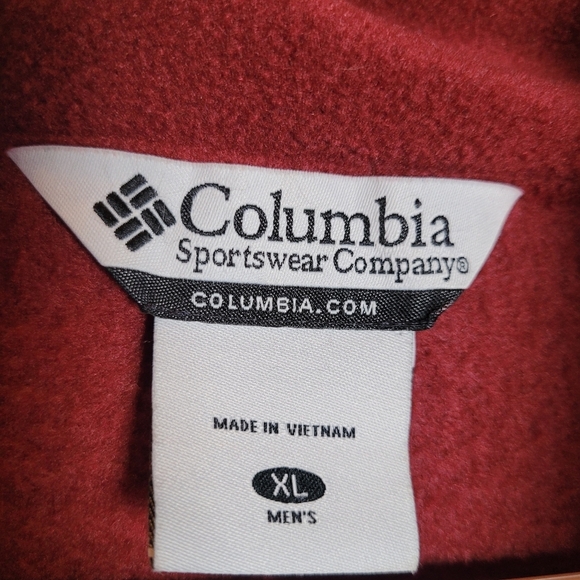 Columbia
Sportswear Company®
COLUMBIA.COM
MADE IN VIETNAM
XL
MEN'S